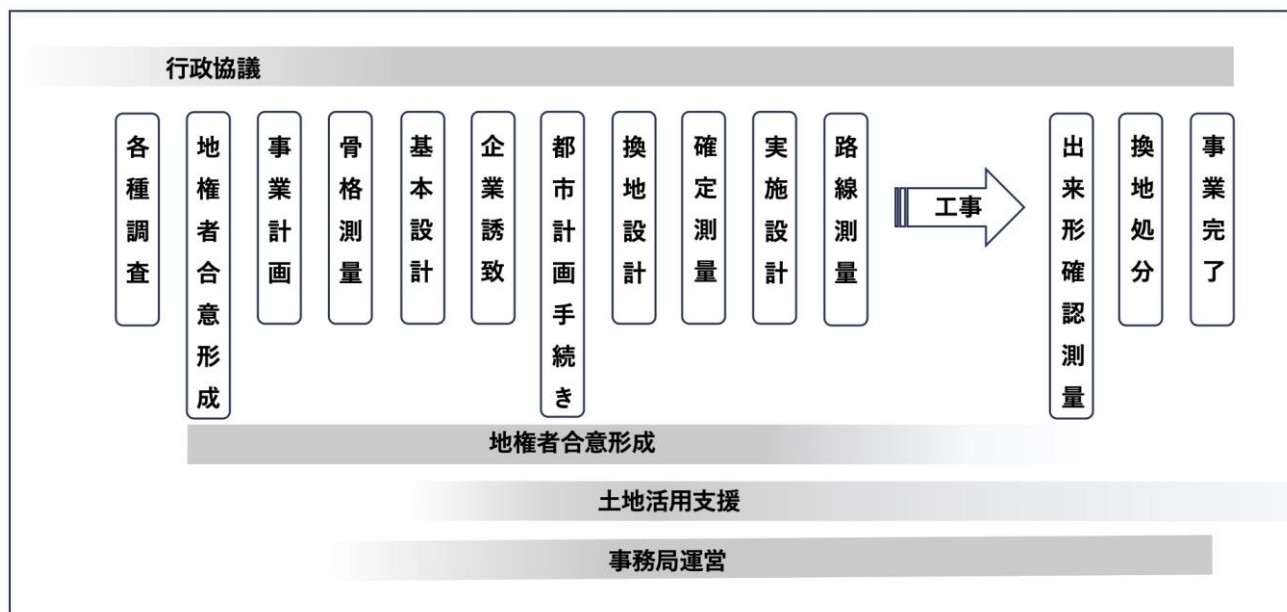 行政協議
各種調査
地権者合意形成
事業計画
骨格測量
基本設計
企業誘致
都市計画手続き
換地設計
確定測量
実施設計
路線測量
工事
出来形確認測量
換地処分
事業完了
地権者合意形成
土地活用支援
事務局運営